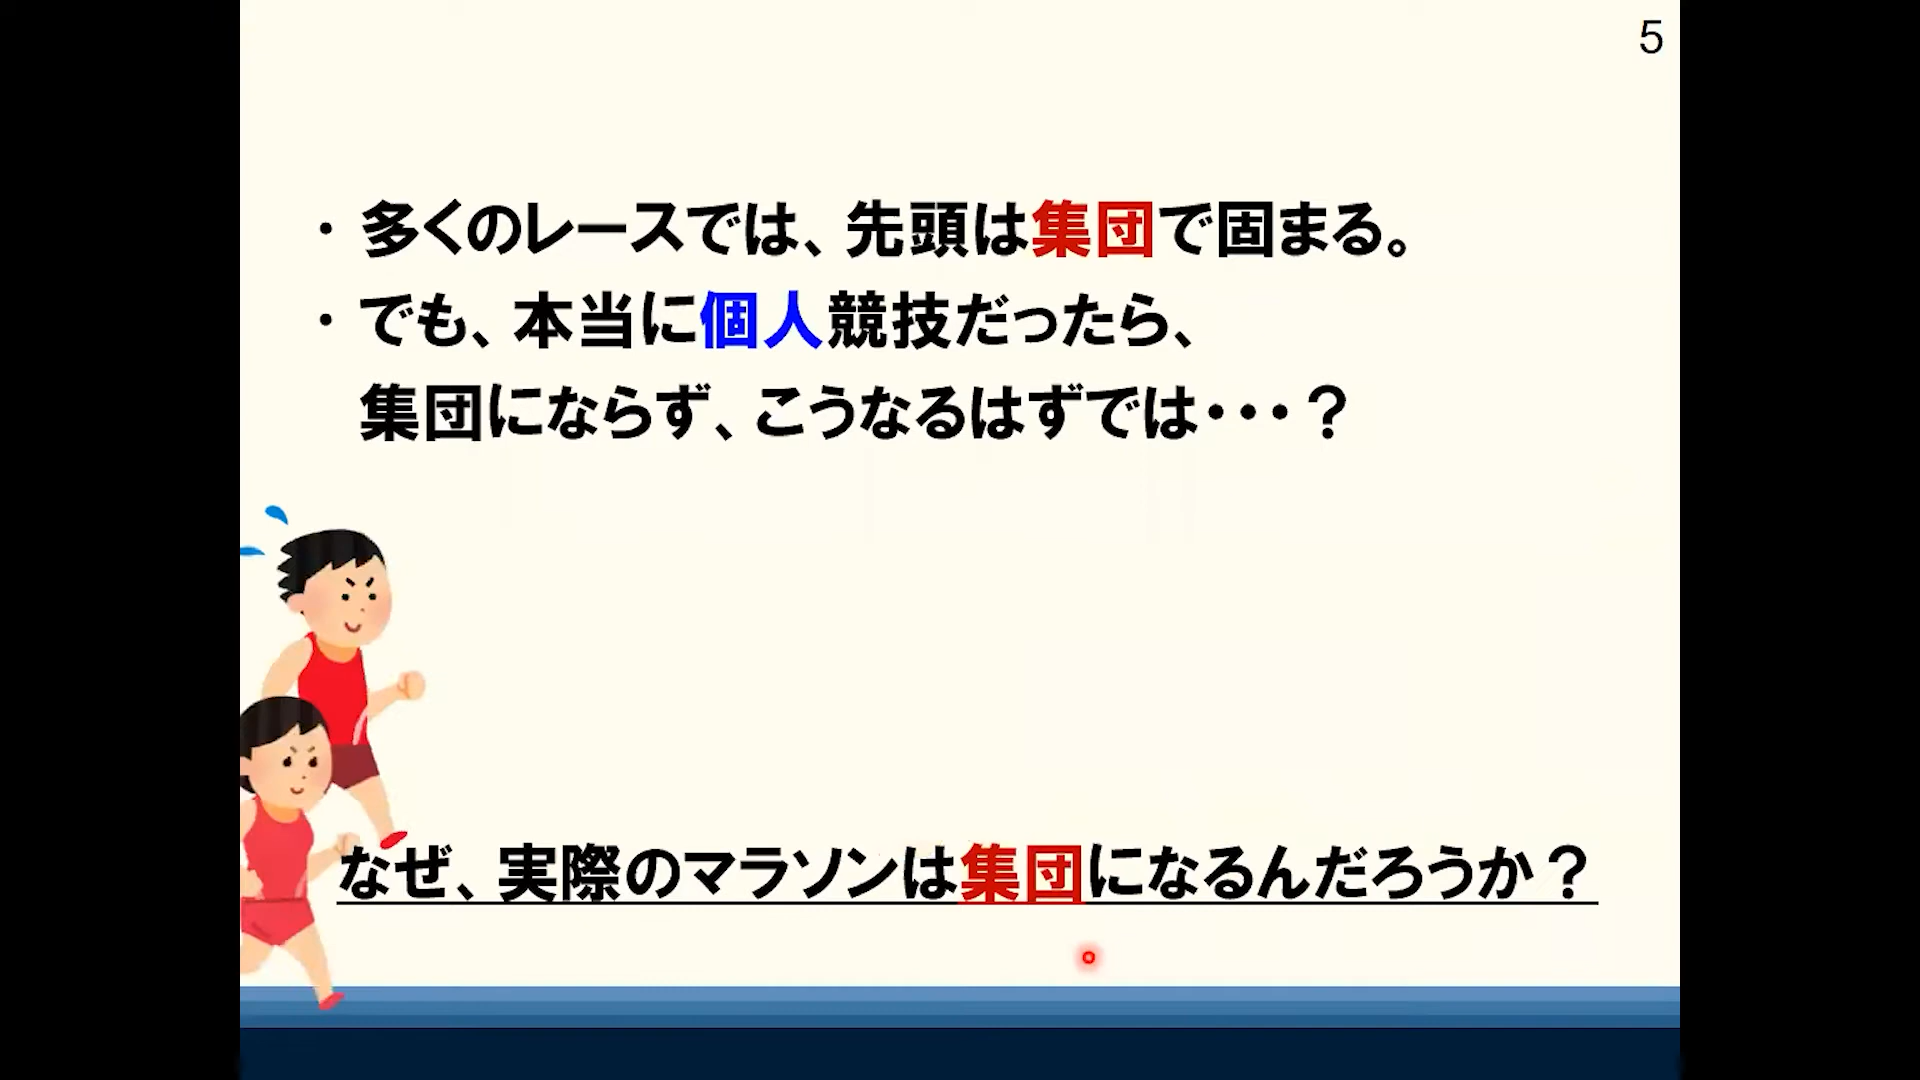 5
・多くのレースでは、先頭は集団で固まる。
・でも、本当に個人競技だったら、
集団にならず、こうなるはずでは・・・？
なぜ、実際のマラソンは集団になるんだろうか？